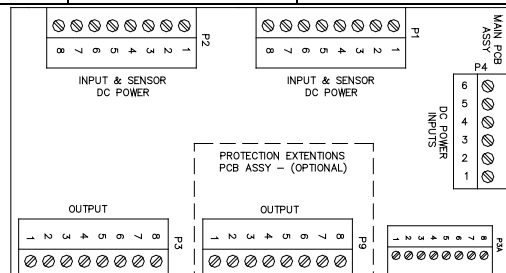 8 7 6 5 4 3 2 1
P2
8 7 6 5 4 3 2 1
P1
MAIN PCB
ASSY
INPUT & SENSOR
DC POWER
INPUT & SENSOR
DC POWER
P4
6
5
4
3
2
1
DC POWER
INPUTS
PROTECTION EXTENTIONS
PCB ASSY – (OPTIONAL)
OUTPUT
1 2 3 4 5 6 7 8
P3
OUTPUT
1 2 3 4 5 6 7 8
P9
1 2 3 4 5 6 7 8
P3A